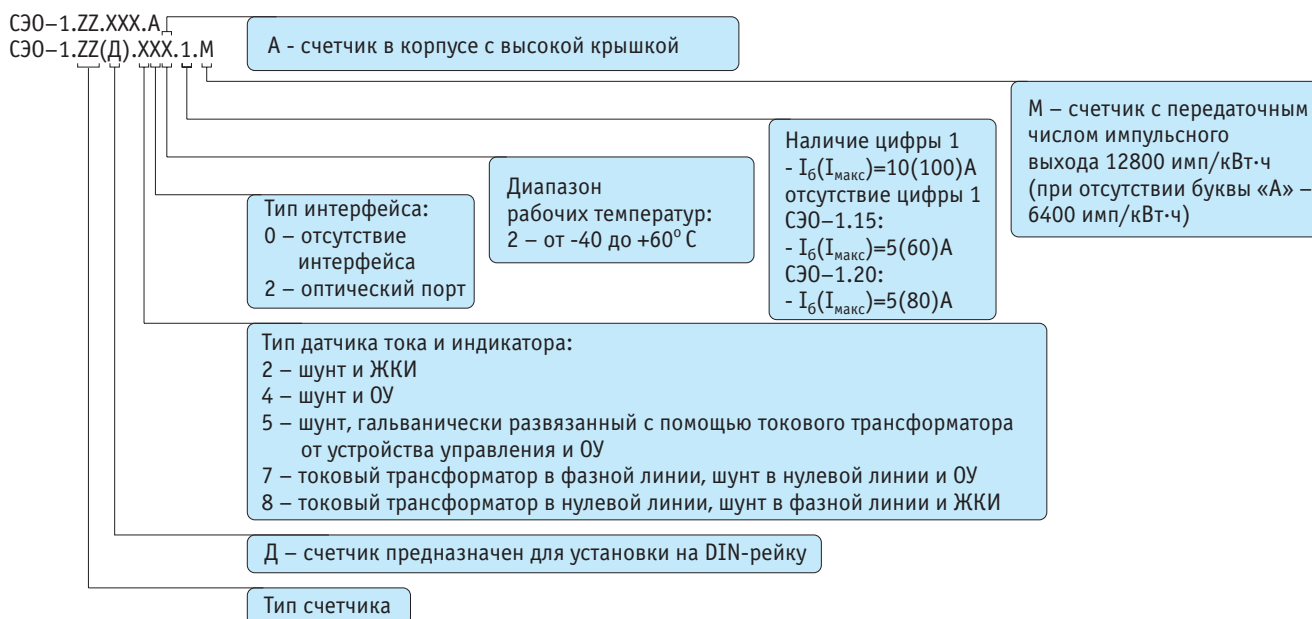 СЭО–1.ZZ.XXX.А
СЭО–1.ZZ(Д).XXX.1.М
А - счетчик в корпусе с высокой крышкой
М – счетчик с передаточным
числом импульсного
выхода 12800 имп/кВт·ч
(при отсутствии буквы «А» –
6400 имп/кВт·ч)
Наличие цифры 1
- Iб(Iмакс)=10(100)А
отсутствие цифры 1
СЭО–1.15:
- Iб(Iмакс)=5(60)А
СЭО–1.20:
- Iб(Iмакс)=5(80)А
Диапазон
рабочих температур:
2 – от -40 до +60° С
Тип интерфейса:
0 – отсутствие
интерфейса
2 – оптический порт
Тип датчика тока и индикатора:
2 – шунт и ЖКИ
4 – шунт и ОУ
5 – шунт, гальванически развязанный с помощью токового трансформатора
от устройства управления и ОУ
7 – токовый трансформатор в фазной линии, шунт в нулевой линии и ОУ
8 – токовый трансформатор в нулевой линии, шунт в фазной линии и ЖКИ
Д – счетчик предназначен для установки на DIN-рейку
Тип счетчика